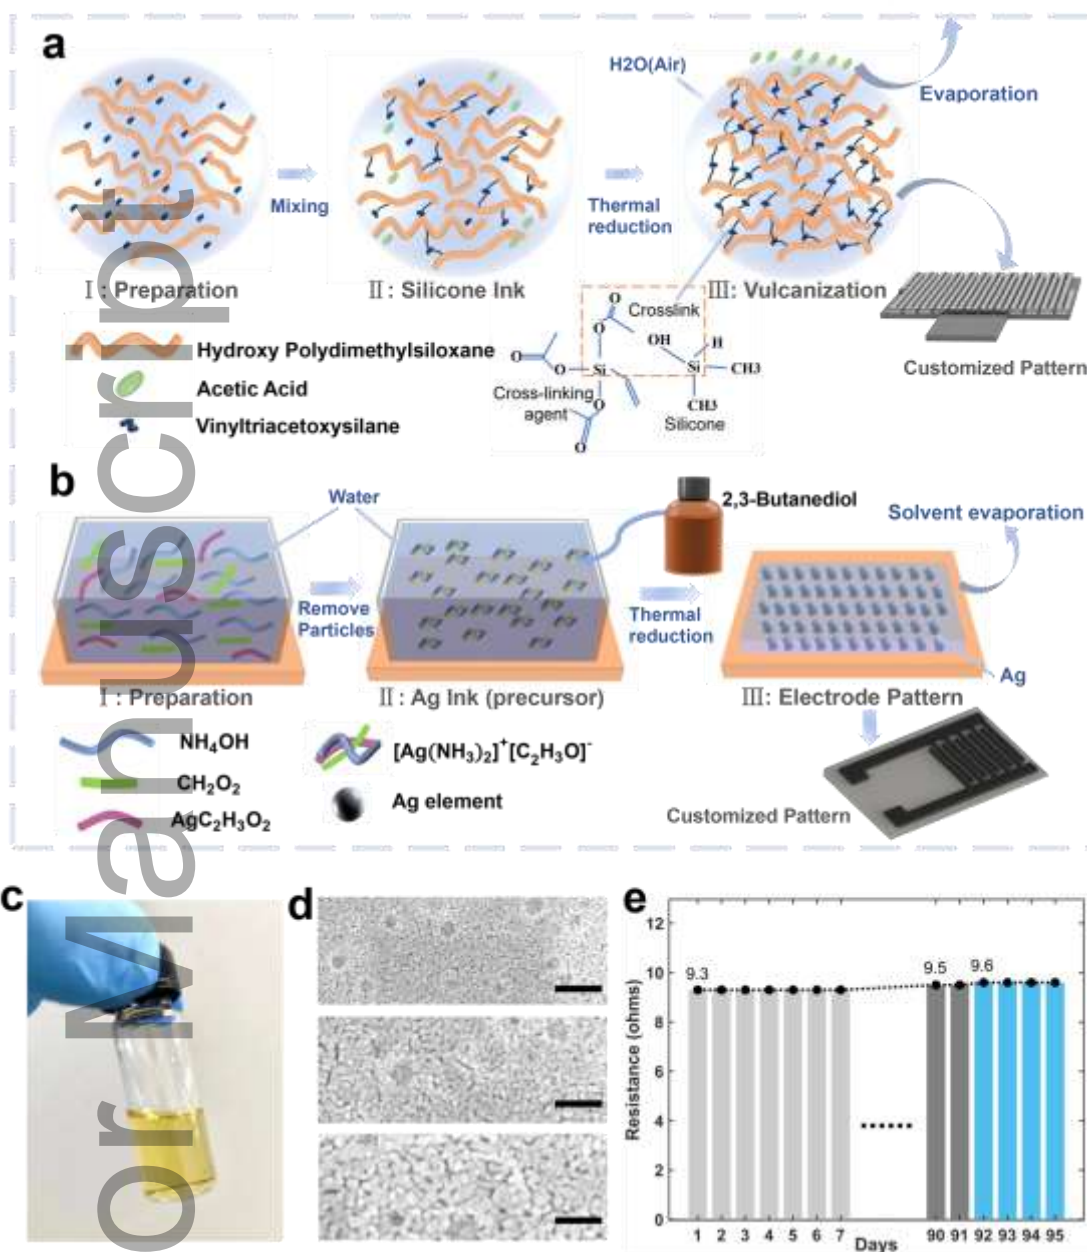 a
H2O(Air)
Evaporation
Mixing
Thermal
reduction
Ⅰ: Preparation
Ⅱ: Silicone Ink
Ⅲ: Vulcanization
Hydroxy Polydimethylsiloxane
Acetic Acid
Vinyltriacetoxysilane
O
Crosslink
O
OH
H
O
O
Si
Si
CH3
Cross-linking
agent
O
CH3
Silicone
O
Customized Pattern
b
Water
2,3-Butanediol
Solvent evaporation
Remove
Particles
Thermal
reduction
Ag
Ⅰ: Preparation
Ⅱ: Ag Ink (precursor)
Ⅲ: Electrode Pattern
NH₄OH
CH₂O₂
AgC₂H₃O₂
[Ag(NH₃)₂]⁺[C₂H₃O]⁻
Ag element
Customized Pattern
c
d
e
12
10
8
6
4
2
0
Resistance (ohms)
9.3
9.5
9.6
1 2 3 4 5 6 7 90 91 92 93 94 95
Days
or Manuscript